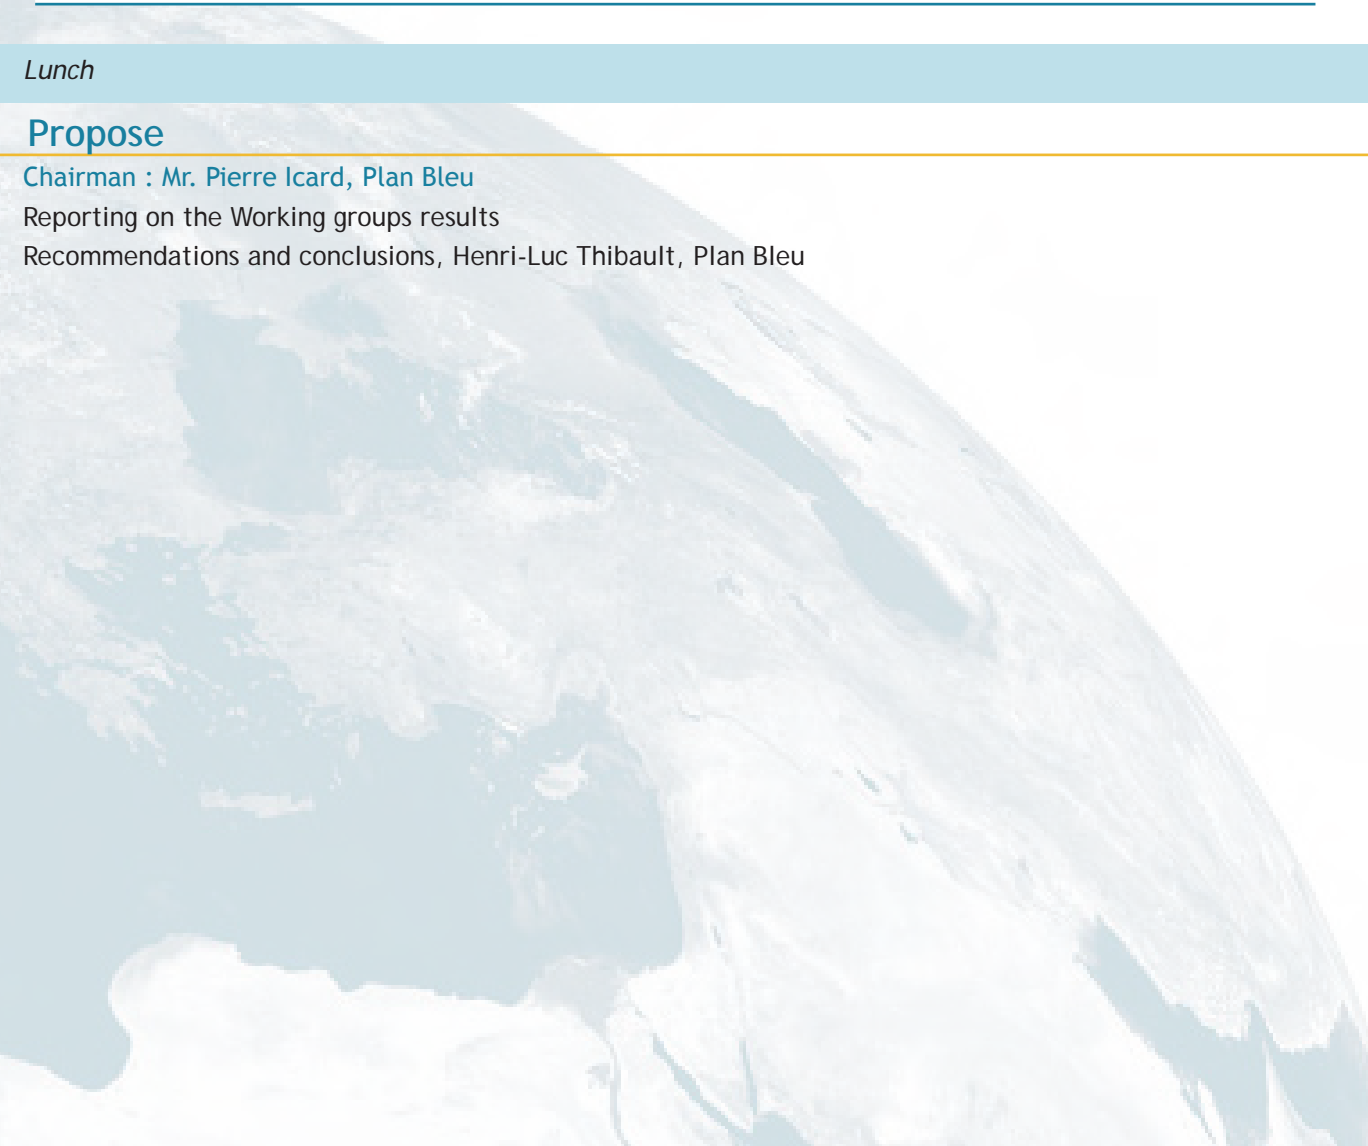 Lunch
Propose
Chairman : Mr. Pierre Icard, Plan Bleu
Reporting on the Working groups results
Recommendations and conclusions, Henri-Luc Thibault, Plan Bleu